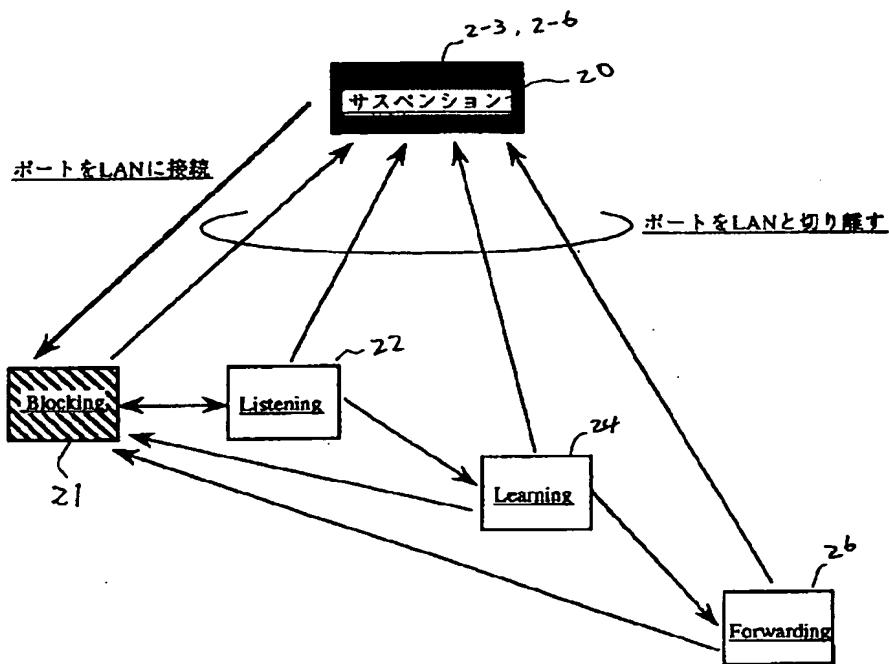 2-3, 2-6
20
サスペンション
ポートをLANに接続
ポートをLANと切り離す
22
Blocking
Listening
21
24
Learning
26
Forwarding